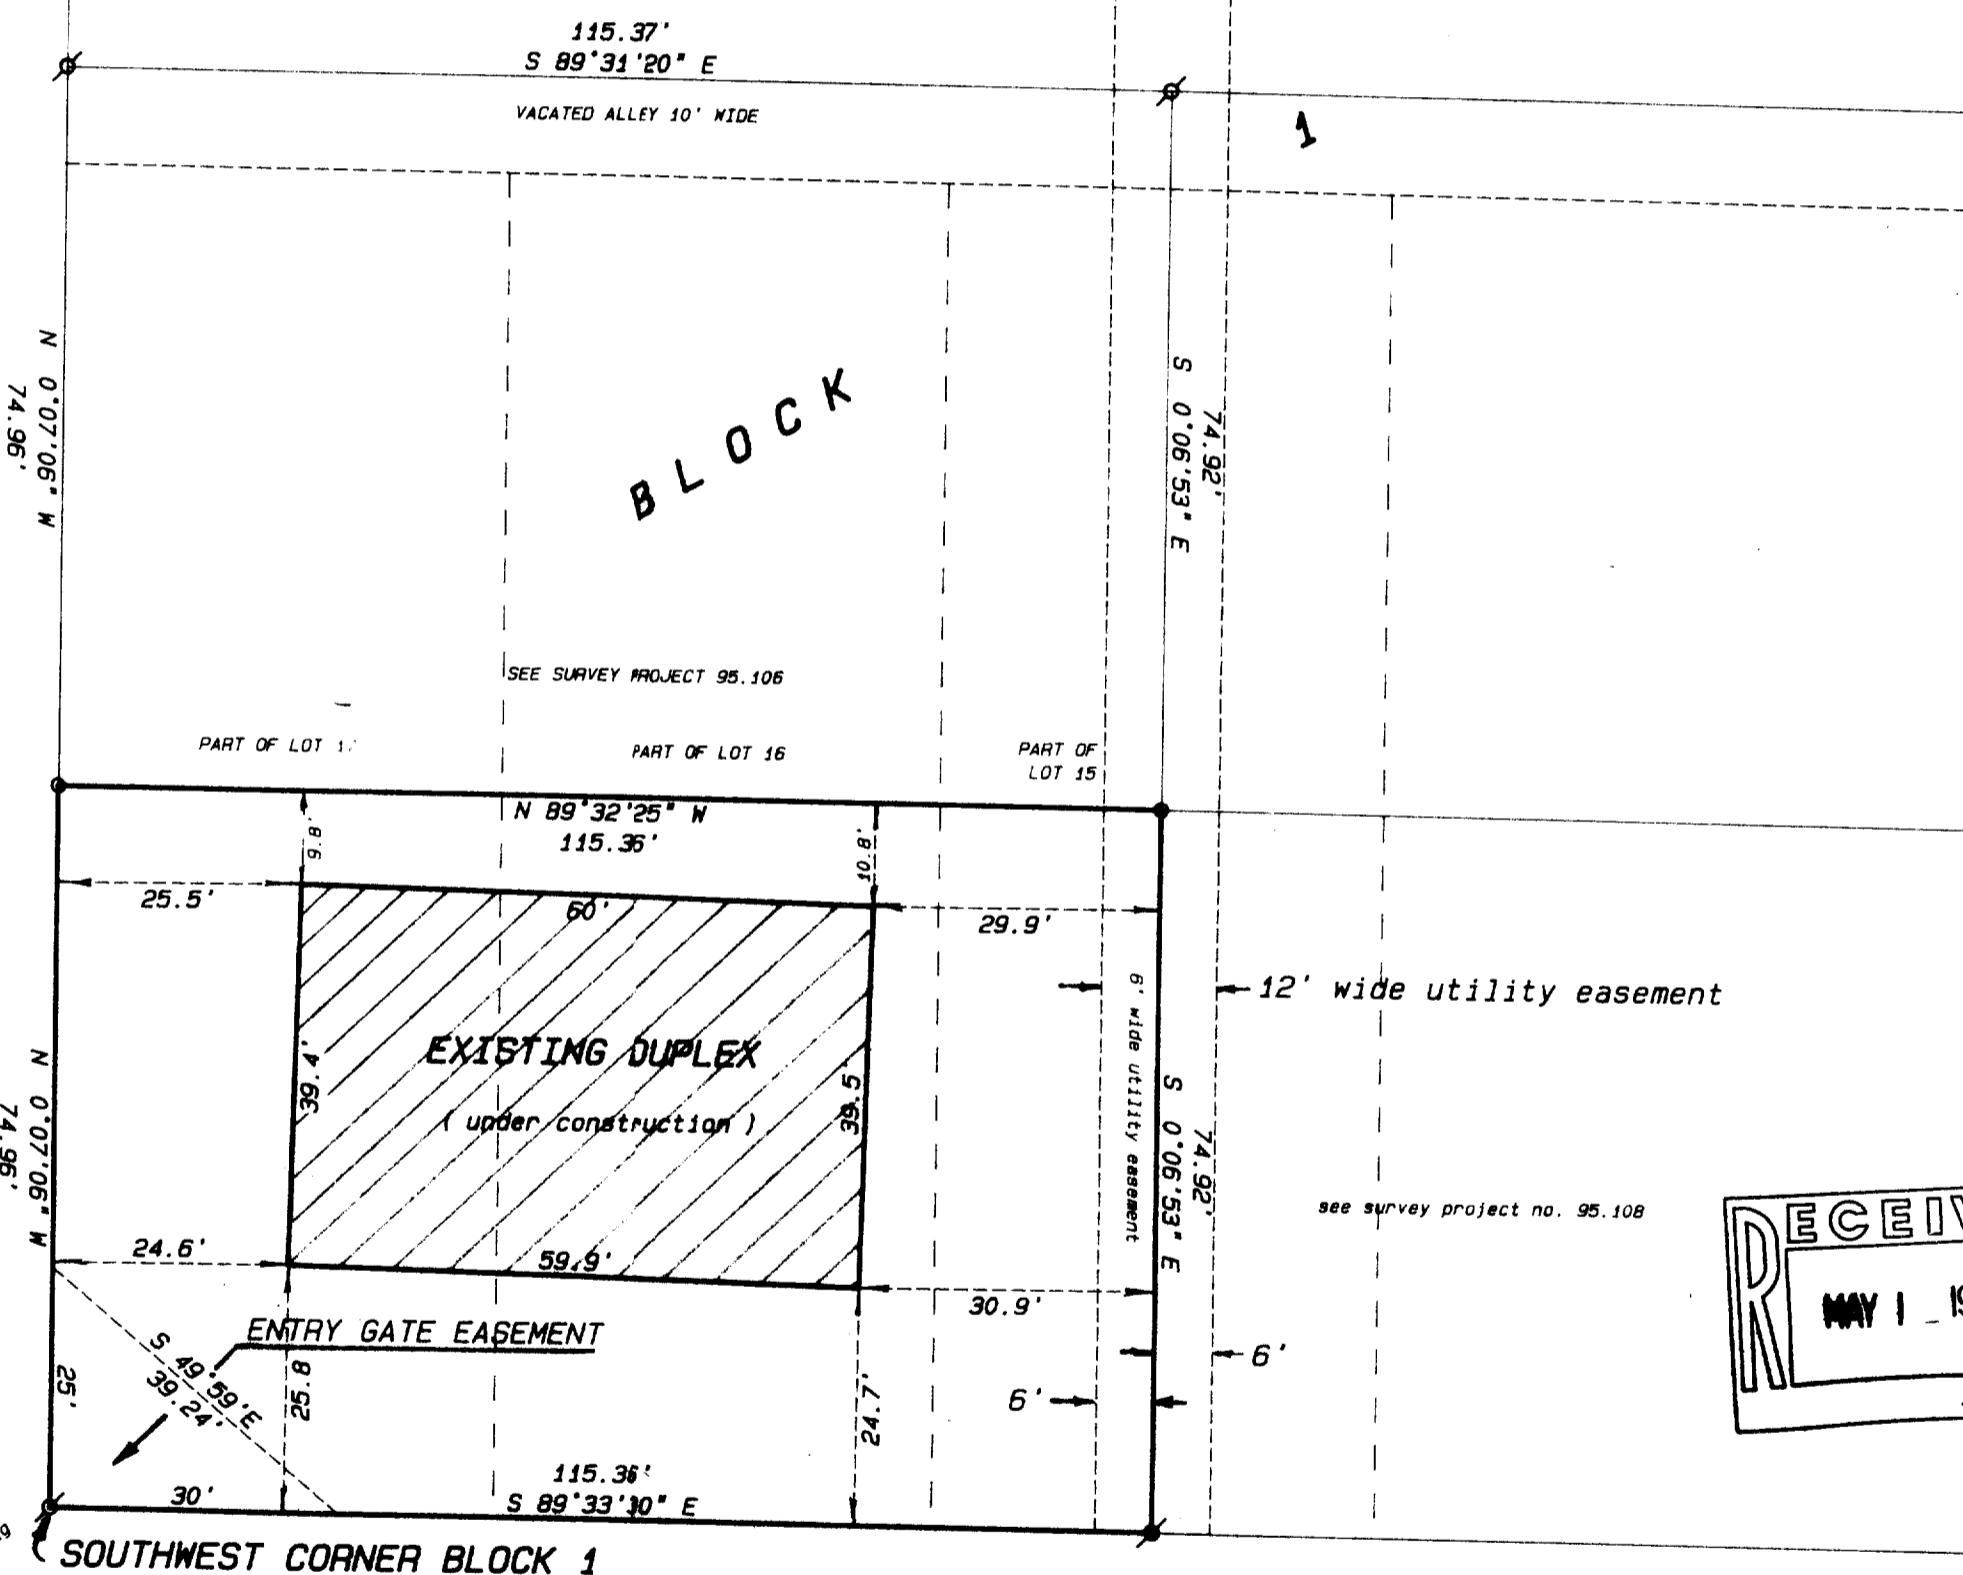 115.37'
S 89°31'20" E
VACATED ALLEY 10' WIDE
1
N 0°07'06" W
74.96'
BLOCK
S 0°06'53" E
74.92'
SEE SURVEY PROJECT 95.106
PART OF LOT
PART OF LOT 16
PART OF
LOT 15
N 89°32'25" W
115.36'
9.8'
10.8'
25.5'
60'
29.9'
12' wide utility easement
6' wide utility easement
EXISTING DUPLEX
( under construction )
39.4'
39.5'
N 0°07'06" W
74.96'
S 0°06'53" E
74.92'
see survey project no. 95.108
RECEIV
MAY 1 19
24.6'
59.9'
30.9'
ENTRY GATE EASEMENT
S 49°59'E
39.24'
25'
25.8
24.7'
6'
6'
30'
115.36'
S 89°33'30" E
SOUTHWEST CORNER BLOCK 1